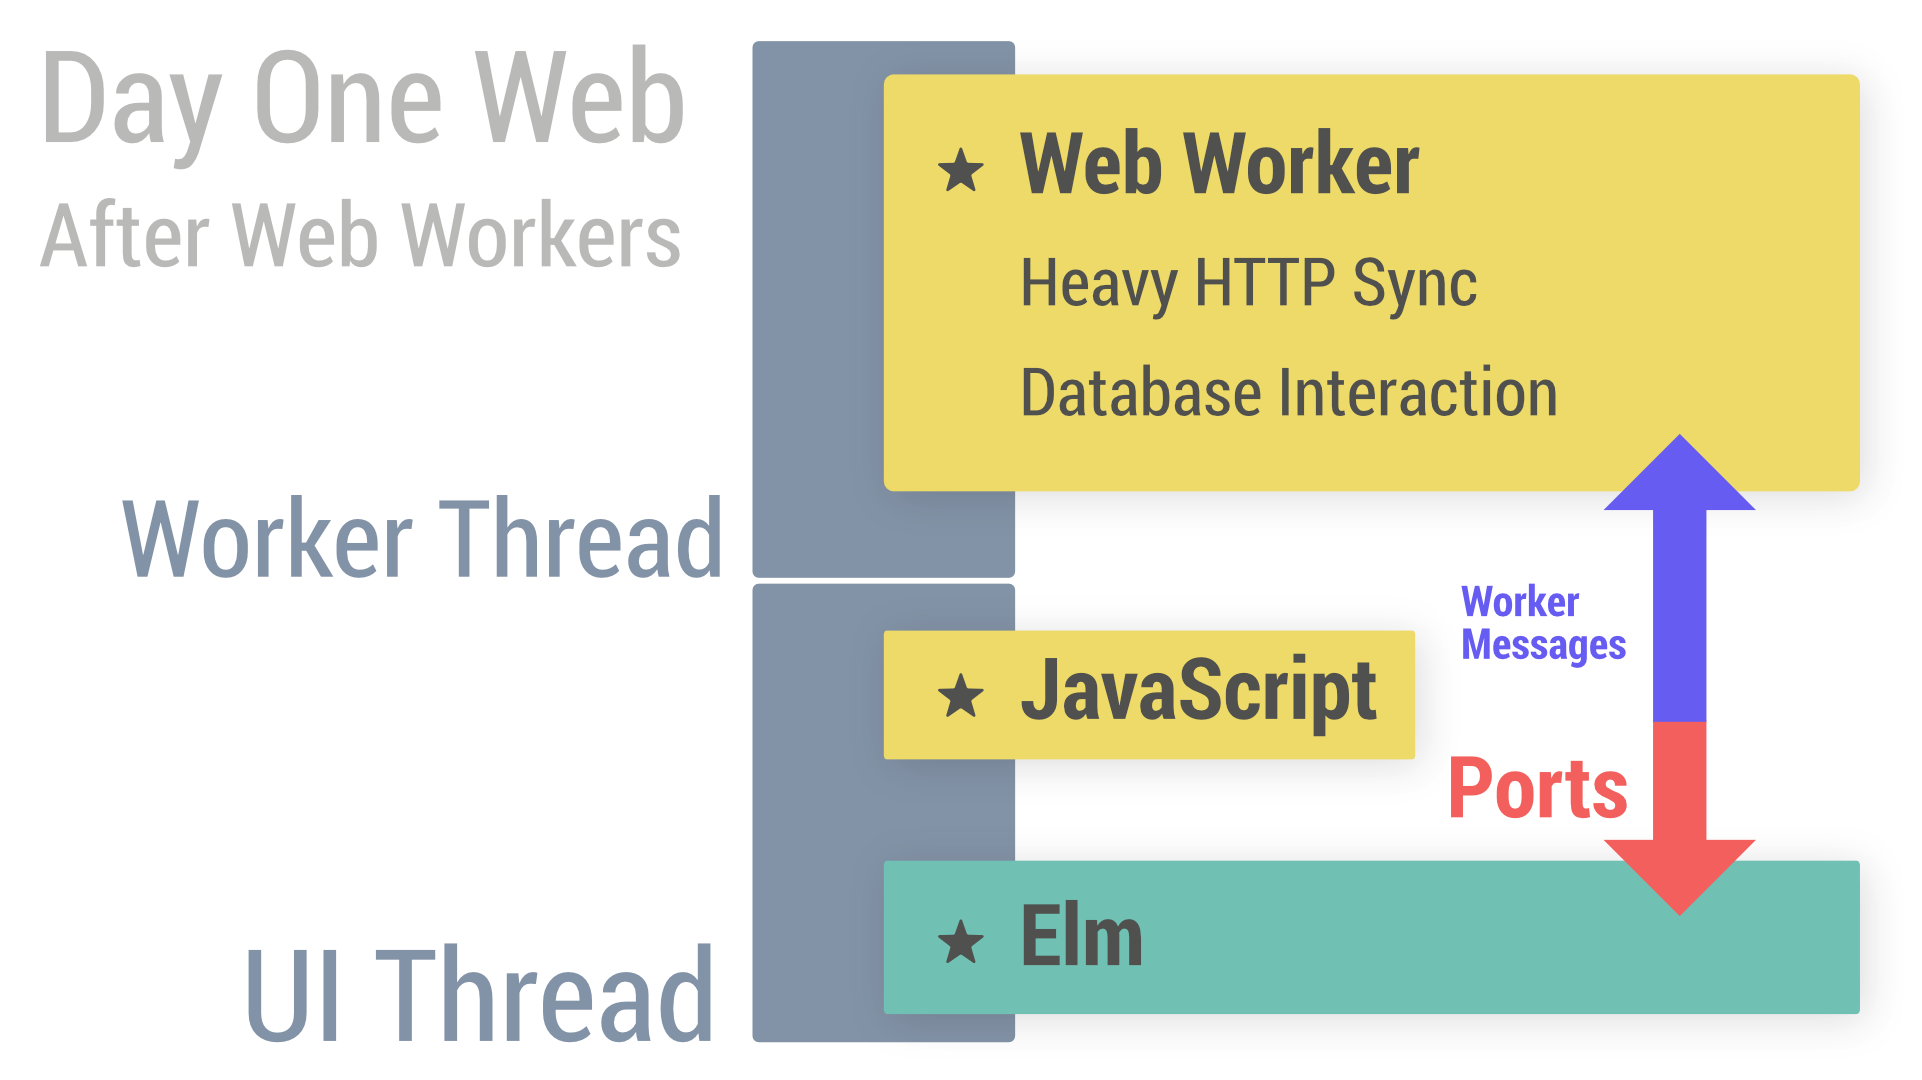 Day One Web
After Web Workers
Web Worker
Heavy HTTP Sync
Database Interaction
Worker Thread
Worker
Messages
JavaScript
Ports
Elm
UI Thread